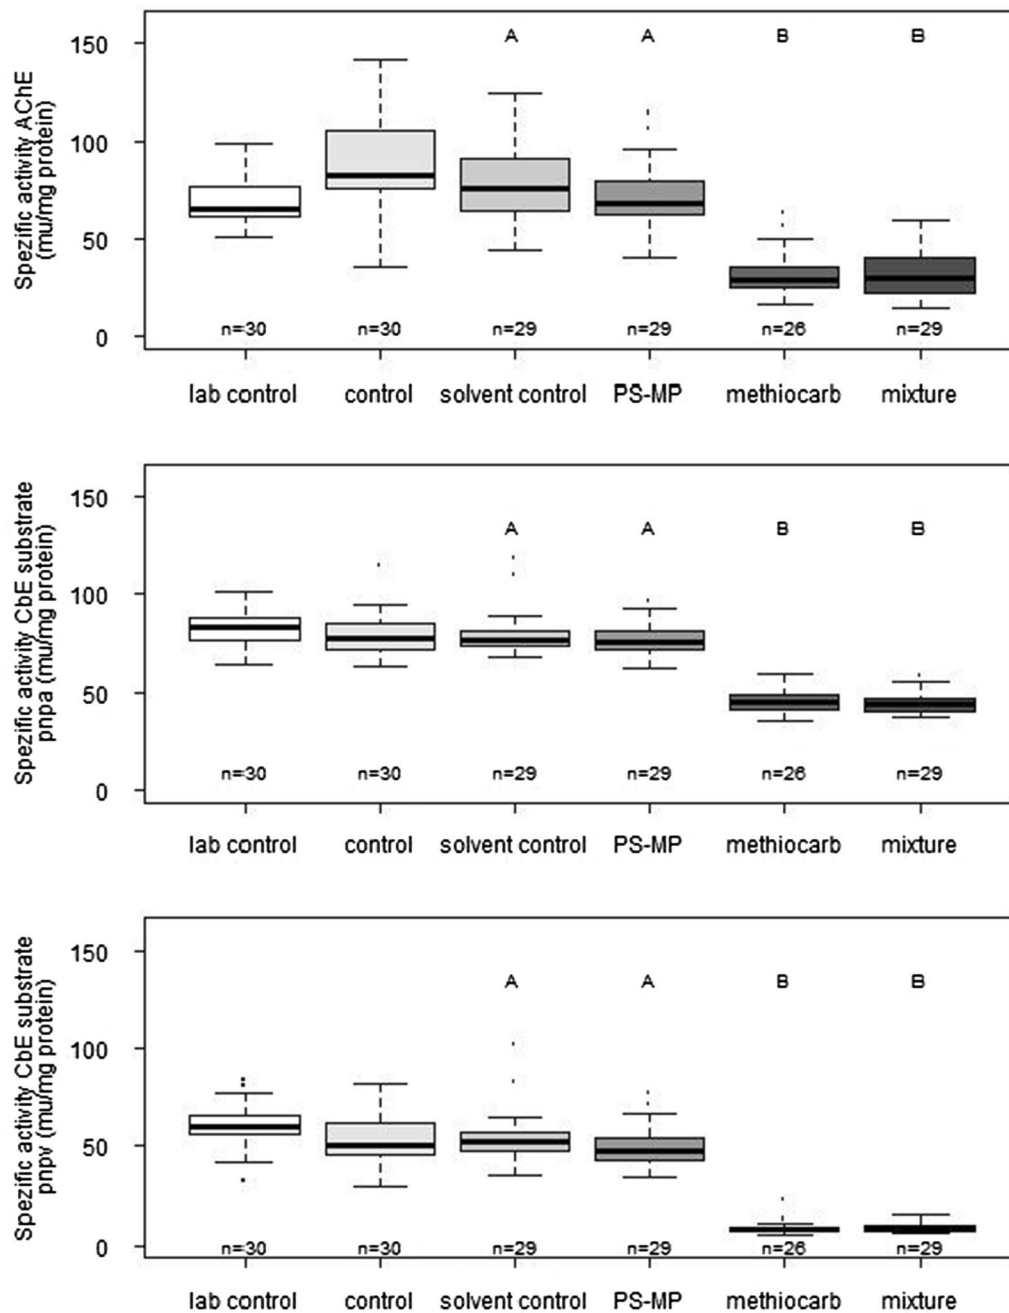 Spezific activity AChE
(mu/mg protein)
150
100
50
0
A A B B
n=30 n=30 n=29 n=29 n=26 n=29
lab control control solvent control PS-MP methiocarb mixture
Spezific activity CbE substrate
pnpa (mu/mg protein)
150
100
50
0
A A B B
n=30 n=30 n=29 n=29 n=26 n=29
lab control control solvent control PS-MP methiocarb mixture
Spezific activity CbE substrate
pnpv (mu/mg protein)
150
100
50
0
A A B B
n=30 n=30 n=29 n=29 n=26 n=29
lab control control solvent control PS-MP methiocarb mixture